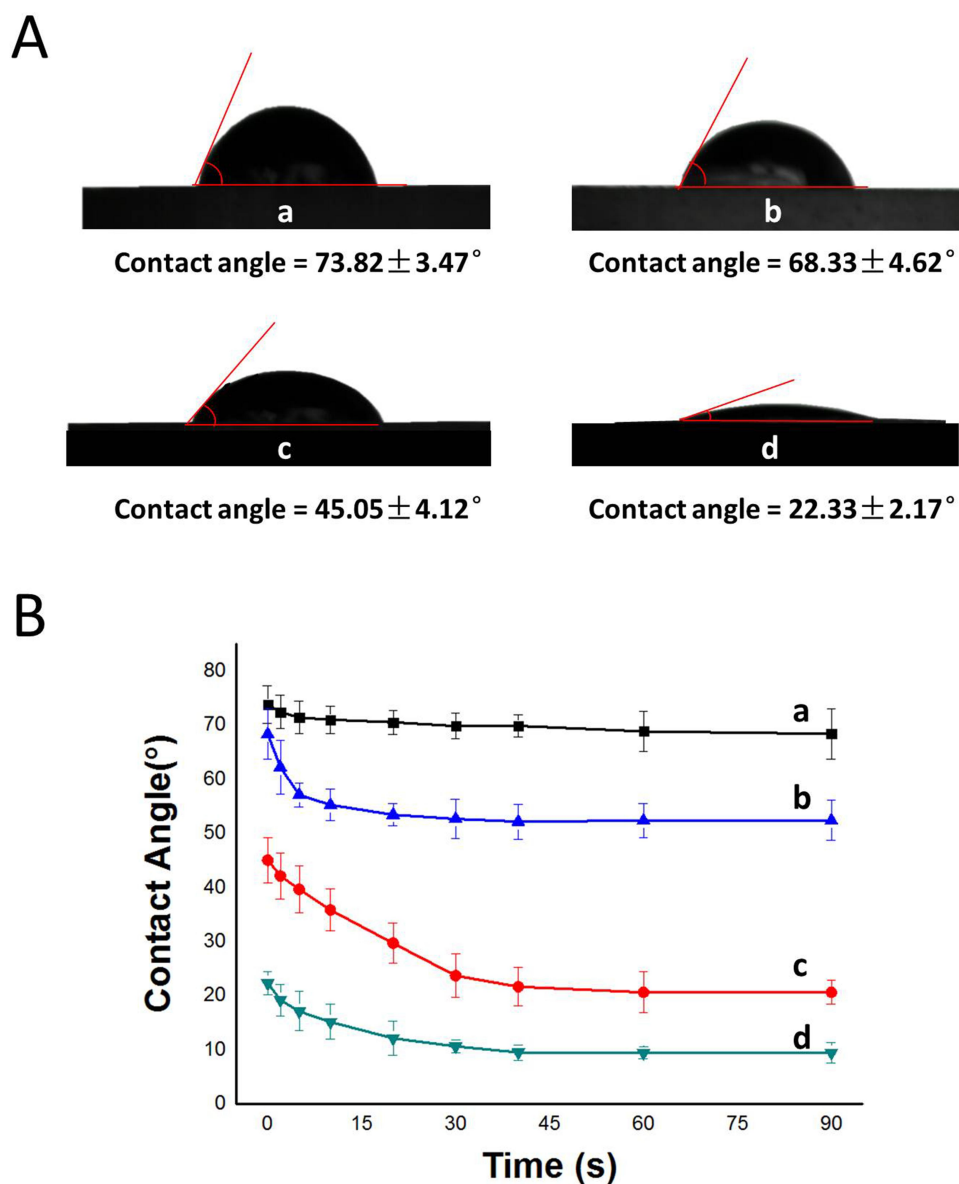 A
a
b
Contact angle = 73.82 ± 3.47°
Contact angle = 68.33 ± 4.62°
c
d
Contact angle = 45.05 ± 4.12°
Contact angle = 22.33 ± 2.17°
B
Contact Angle(°)
80
70
60
50
40
30
20
10
0
a
b
c
d
0 15 30 45 60 75 90
Time (s)